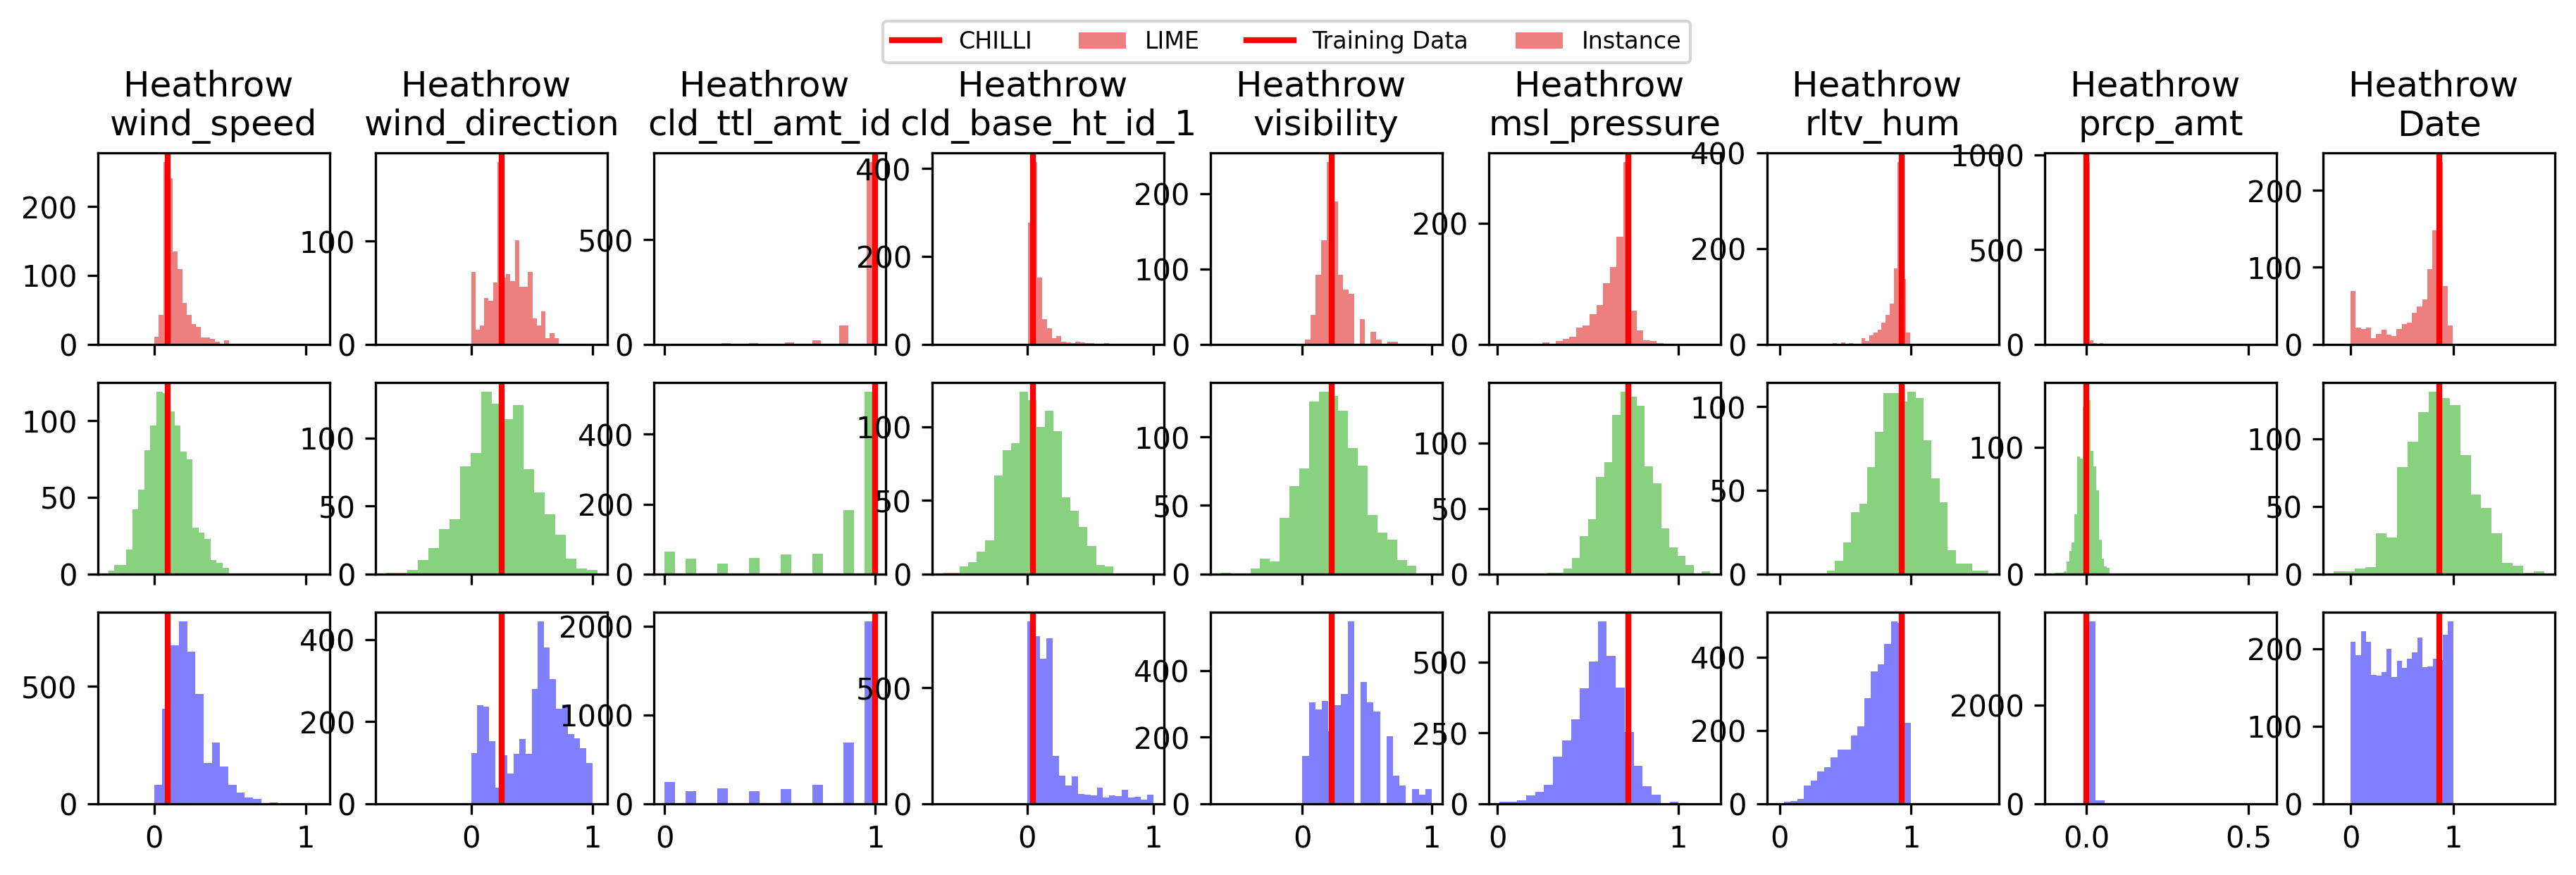 CHILLI LIME Training Data Instance
Heathrow wind_speed
Heathrow wind_direction
Heathrow cld_ttl_amt_id
Heathrow cld_base_ht_id_1
Heathrow visibility
Heathrow msl_pressure
Heathrow rltv_hum
Heathrow prcp_amt
Heathrow Date
200 100 0
100 0
500 0
400 200 0
200 100 0
200 0
400 200 0
1000 500 0
200 100 0
100 50 0
100 50 0
400 200 0
100 50 0
100 50 0
100 50 0
100 50 0
100 0
100 50 0
500 0
400 200 0
2000 1000 0
500 0
400 200 0
500 250 0
400 200 0
2000 0
200 100 0
0 1
0 1
0 1
0 1
0 1
0 1
0 1
0.0 0.5
0 1